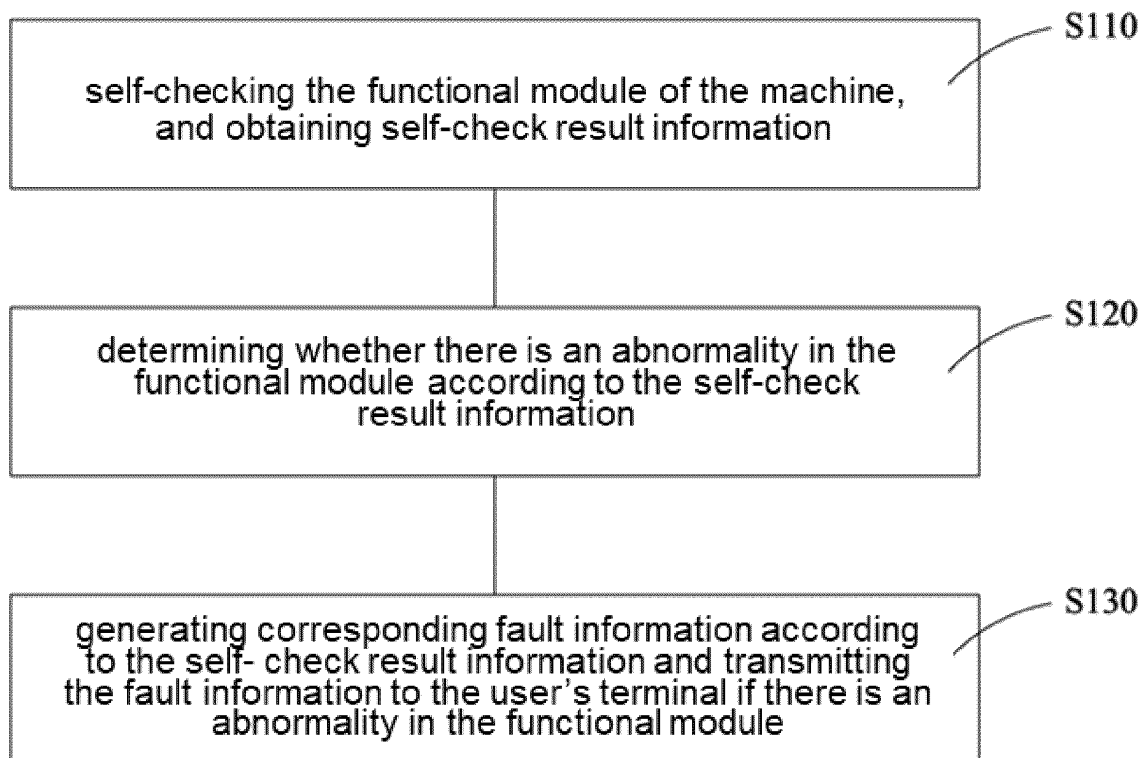 S110
self-checking the functional module of the machine,
and obtaining self-check result information
S120
determining whether there is an abnormality in the
functional module according to the self-check
result information
S130
generating corresponding fault information according
to the self- check result information and transmitting
the fault information to the user's terminal if there is an
abnormality in the functional module